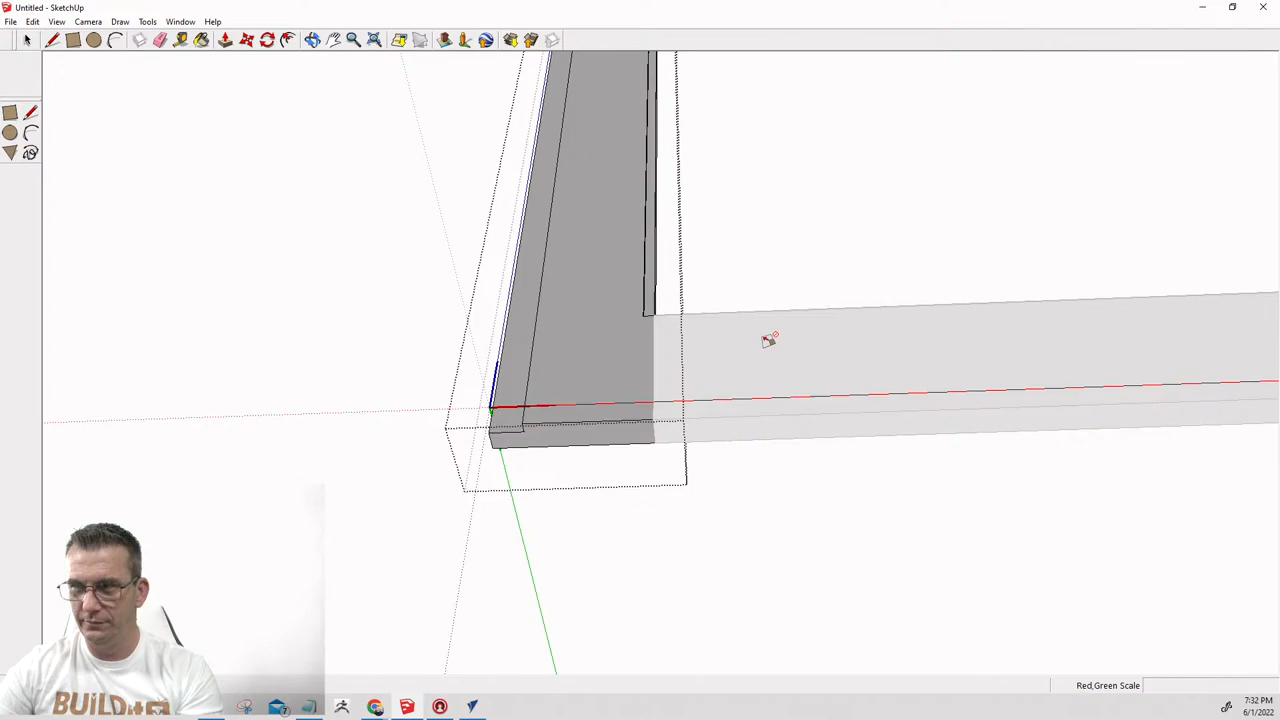 Untitled - SketchUp
File Edit View Camera Draw Tools Window Help
Red,Green Scale
7:32 PM
6/1/2022
7
BUILD